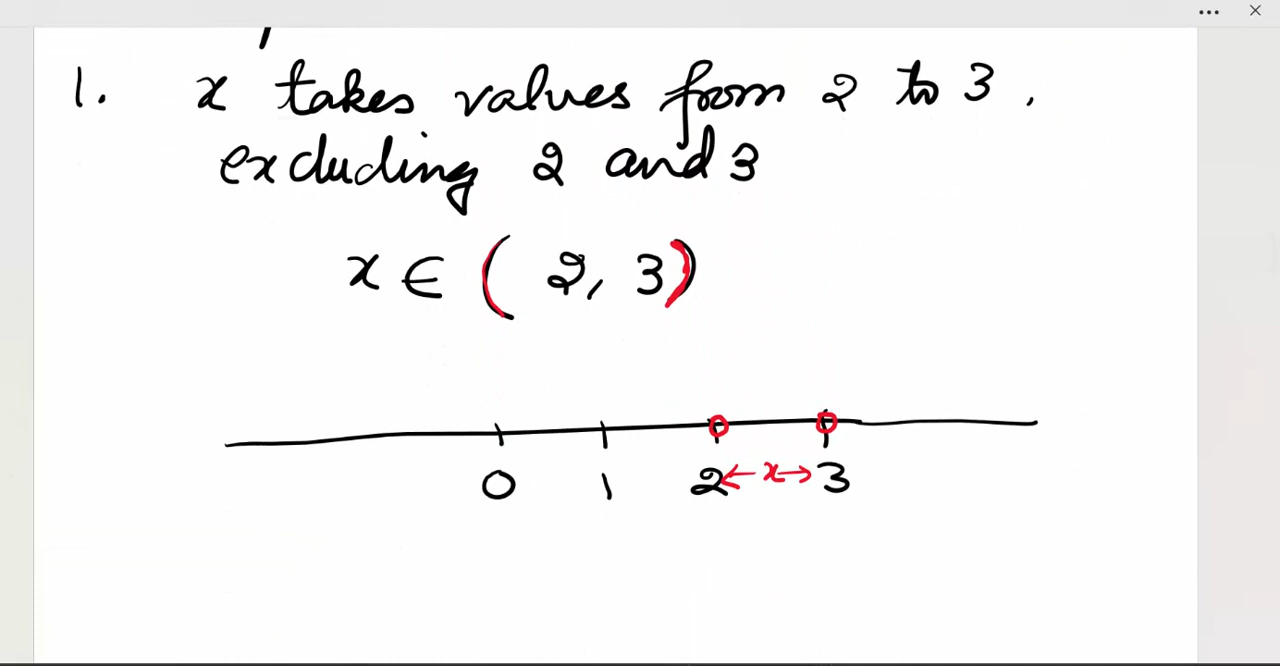 1. x takes values from 2 to 3,
excluding 2 and 3
x ∈ ( 2, 3)
0 1 2 ← x → 3